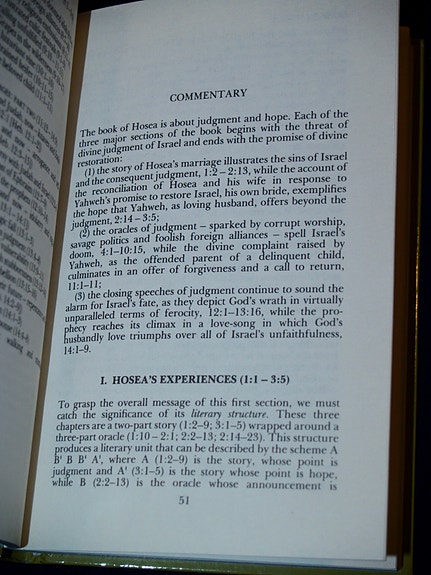 COMMENTARY
The book of Hosea is about judgment and hope. Each of the
three major sections of the book begins with the threat of
divine judgment of Israel and ends with the promise of divine
restoration:
(1) the story of Hosea's marriage illustrates the sins of Israel
and the consequent judgment, 1:2 – 2:13, while the account of
the reconciliation of Hosea and his wife in response to
Yahweh's promise to restore Israel, his own bride, exemplifies
the hope that Yahweh, as loving husband, offers beyond the
judgment, 2:14 – 3:5;
(2) the oracles of judgment – sparked by corrupt worship,
savage politics and foolish foreign alliances – spell Israel's
doom, 4:1–10:15, while the divine complaint raised by
Yahweh, as the offended parent of a delinquent child,
culminates in an offer of forgiveness and a call to return,
11:1–11;
(3) the closing speeches of judgment continue to sound the
alarm for Israel's fate, as they depict God's wrath in virtually
unparalleled terms of ferocity, 12:1–13:16, while the pro-
phecy reaches its climax in a love-song in which God's
husbandly love triumphs over all of Israel's unfaithfulness,
14:1–9.
I. HOSEA'S EXPERIENCES (1:1 – 3:5)
To grasp the overall message of this first section, we must
catch the significance of its literary structure. These three
chapters are a two-part story (1:2–9; 3:1–5) wrapped around a
three-part oracle (1:10 – 2:1; 2:2–13; 2:14–23). This structure
produces a literary unit that can be described by the scheme A
B' B B' A', where A (1:2–9) is the story, whose point is
judgment and A' (3:1–5) is the story whose point is hope,
while B (2:2–13) is the oracle whose announcement is
51